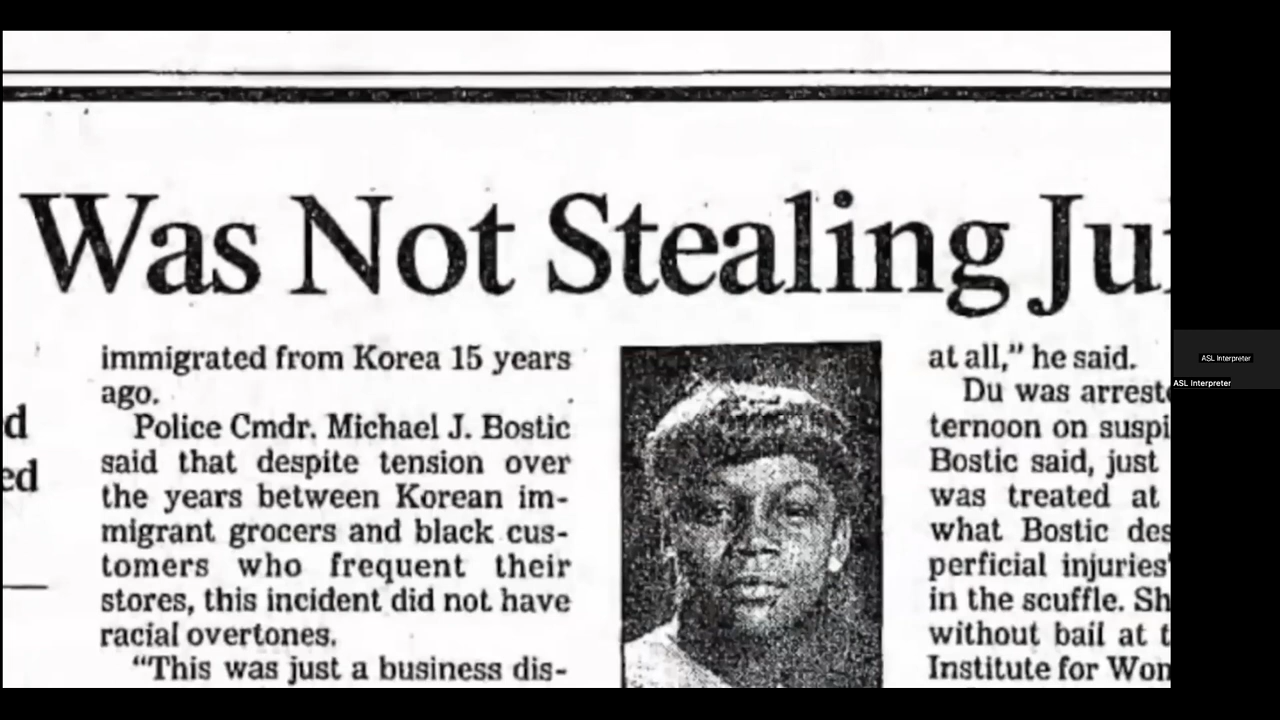 Was Not Stealing Ju
d
ed
immigrated from Korea 15 years
ago.
Police Cmdr. Michael J. Bostic
said that despite tension over
the years between Korean im-
migrant grocers and black cus-
tomers who frequent their
stores, this incident did not have
racial overtones.
“This was just a business dis-
at all,” he said.
Du was arreste
ternoon on suspi
Bostic said, just
was treated at
what Bostic des
perficial injuries'
in the scuffle. Sh
without bail at t
Institute for Wom
ASL Interpreter
ASL Interpreter